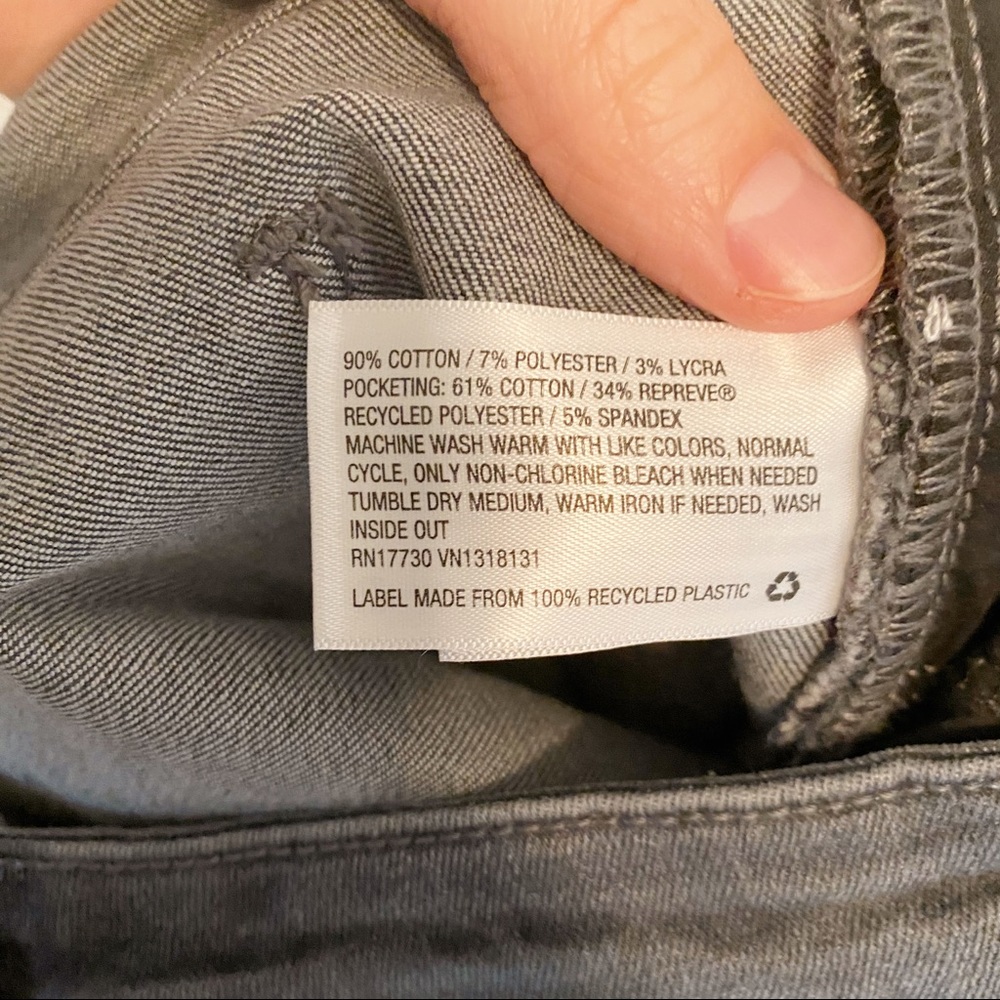 90% COTTON / 7% POLYESTER / 3% LYCRA
POCKETING: 61% COTTON / 34% REPREVE®
RECYCLED POLYESTER / 5% SPANDEX
MACHINE WASH WARM WITH LIKE COLORS, NORMAL
CYCLE, ONLY NON-CHLORINE BLEACH WHEN NEEDED
TUMBLE DRY MEDIUM, WARM IRON IF NEEDED, WASH
INSIDE OUT
RN17730 VN1318131
LABEL MADE FROM 100% RECYCLED PLASTIC